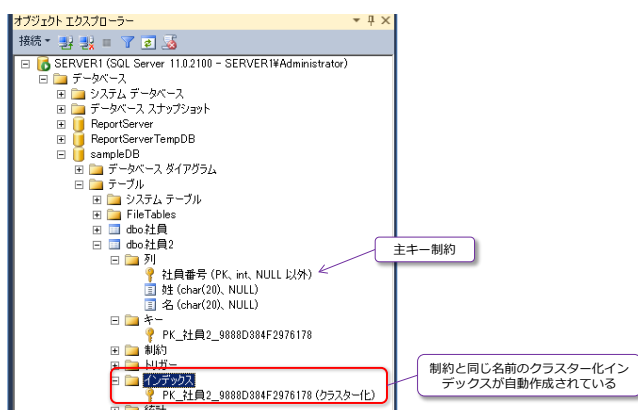 オブジェクト エクスプローラー
接続
SERVER1 (SQL Server 11.0.2100 - SERVER1¥Administrator)
データベース
システム データベース
データベース スナップショット
ReportServer
ReportServerTempDB
sampleDB
データベース ダイアグラム
テーブル
システム テーブル
FileTables
dbo.社員
dbo.社員2
列
主キー制約
社員番号 (PK、int、NULL 以外)
姓 (char(20)、NULL)
名 (char(20)、NULL)
キー
PK_社員2_9888D384F2976178
制約
トリガー
インデックス
制約と同じ名前のクラスター化イン
デックスが自動作成されている
PK_社員2_9888D384F2976178 (クラスター化)
統計